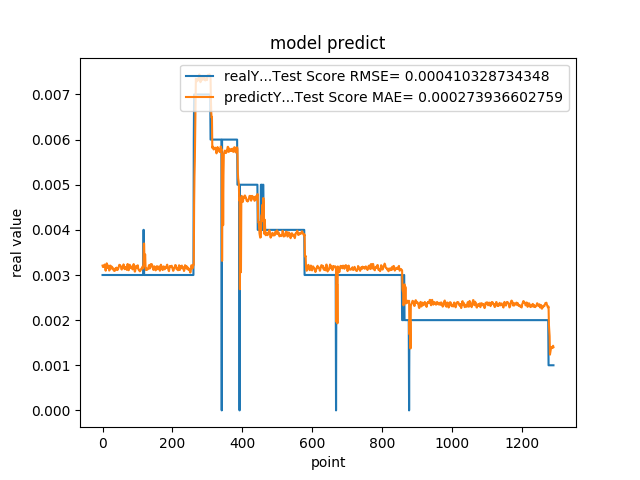 model predict
realY...Test Score RMSE= 0.000410328734348
predictY...Test Score MAE= 0.000273936602759
0.007
0.006
0.005
0.004
0.003
0.002
0.001
0.000
real value
0 200 400 600 800 1000 1200
point